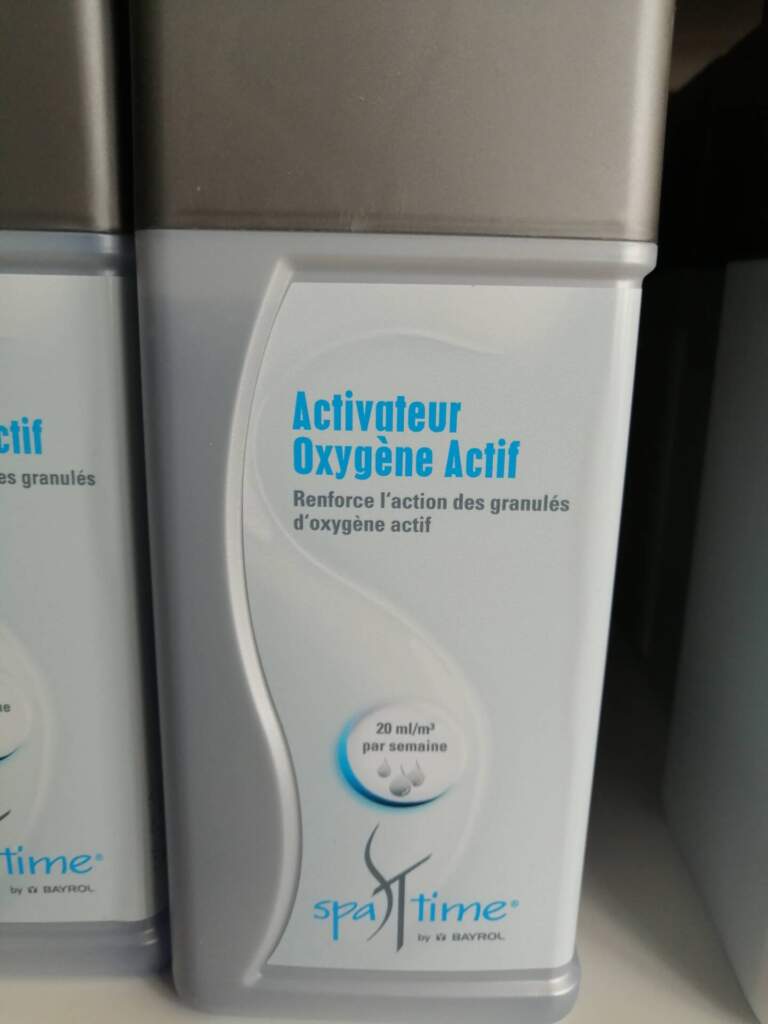 Activateur
Oxygène Actif
Renforce l'action des granulés
d'oxygène actif
20 ml/m³
par semaine
spa time®
by BAYROL
ctif
es granulés
time®
by BAYROL